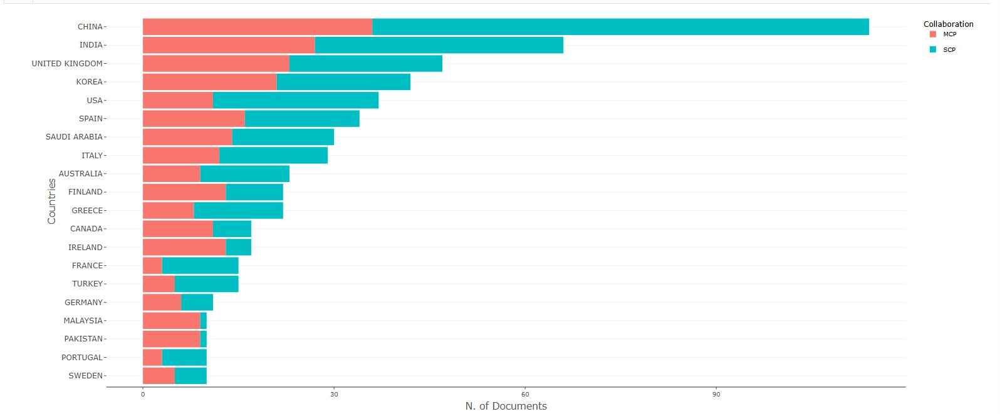 CHINA
INDIA
UNITED KINGDOM
KOREA
USA
SPAIN
SAUDI ARABIA
ITALY
AUSTRALIA
FINLAND
GREECE
CANADA
IRELAND
FRANCE
TURKEY
GERMANY
MALAYSIA
PAKISTAN
PORTUGAL
SWEDEN
Countries
0 30 60 90
N. of Documents
Collaboration
MCP
SCP